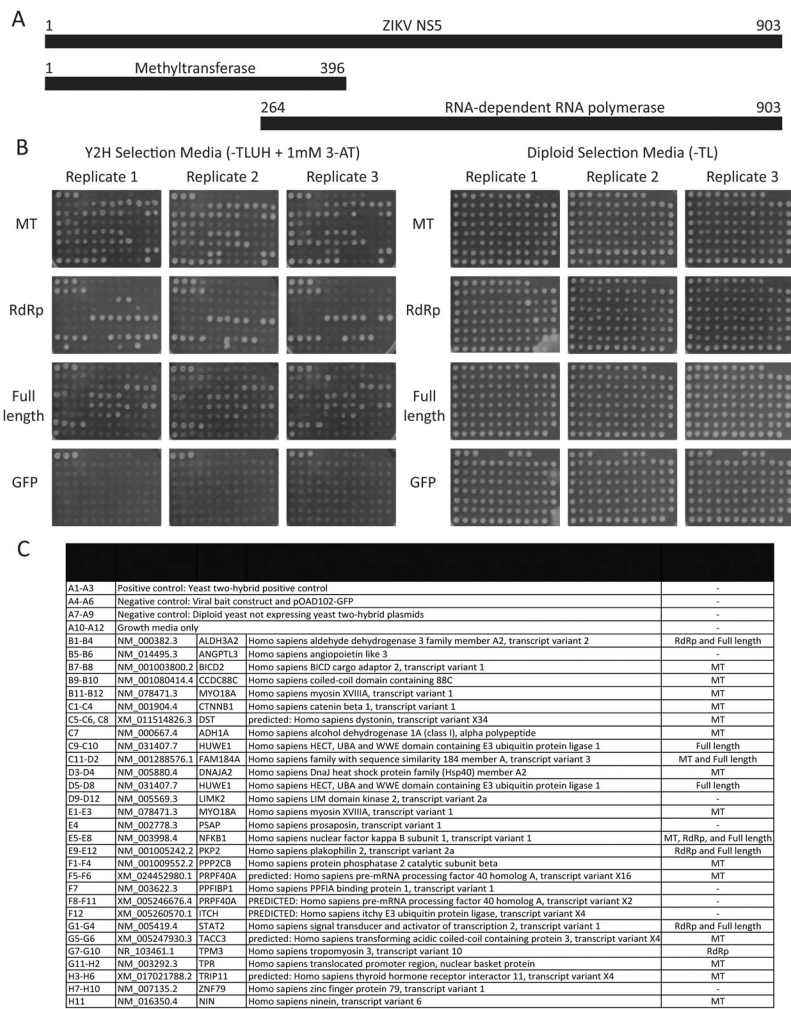 A
1 ZIKV NS5 903
1 Methyltransferase 396
264 RNA-dependent RNA polymerase 903
B
Y2H Selection Media (-TLUH + 1mM 3-AT) Diploid Selection Media (-TL)
Replicate 1 Replicate 2 Replicate 3 Replicate 1 Replicate 2 Replicate 3
MT MT
RdRp RdRp
Full length Full length
GFP GFP
C
A1-A3 Positive control: Yeast two-hybrid positive control -
A4-A6 Negative control: Viral bait construct and pOAD102-GFP -
A7-A9 Negative control: Diploid yeast not expressing yeast two-hybrid plasmids -
A10-A12 Growth media only -
B1-B4 NM_000382.3 ALDH3A2 Homo sapiens aldehyde dehydrogenase 3 family member A2, transcript variant 2 RdRp and Full length
B5-B6 NM_014495.3 ANGPTL3 Homo sapiens angiopoietin like 3 -
B7-B8 NM_001003800.2 BICD2 Homo sapiens BICD cargo adaptor 2, transcript variant 1 MT
B9-B10 NM_001080414.4 CCDC88C Homo sapiens coiled-coil domain containing 88C MT
B11-B12 NM_078471.3 MYO18A Homo sapiens myosin XVIIIA, transcript variant 1 MT
C1-C4 NM_001904.4 CTNNB1 Homo sapiens catenin beta 1, transcript variant 1 MT
C5-C6, C8 XM_011514826.3 DST predicted: Homo sapiens dystonin, transcript variant X34 MT
C7 NM_000667.4 ADH1A Homo sapiens alcohol dehydrogenase 1A (class I), alpha polypeptide MT
C9-C10 NM_031407.7 HUWE1 Homo sapiens HECT, UBA and WWE domain containing E3 ubiquitin protein ligase 1 Full length
C11-D2 NM_001288576.1 FAM184A Homo sapiens family with sequence similarity 184 member A, transcript variant 3 MT and Full length
D3-D4 NM_005880.4 DNAJA2 Homo sapiens DnaJ heat shock protein family (Hsp40) member A2 MT
D5-D8 NM_031407.7 HUWE1 Homo sapiens HECT, UBA and WWE domain containing E3 ubiquitin protein ligase 1 Full length
D9-D12 NM_005569.3 LIMK2 Homo sapiens LIM domain kinase 2, transcript variant 2a -
E1-E3 NM_078471.3 MYO18A Homo sapiens myosin XVIIIA, transcript variant 1 MT
E4 NM_002778.3 PSAP Homo sapiens prosaposin, transcript variant 1 -
E5-E8 NM_003998.4 NFKB1 Homo sapiens nuclear factor kappa B subunit 1, transcript variant 1 MT, RdRp, and Full length
E9-E12 NM_001005242.2 PKP2 Homo sapiens plakophilin 2, transcript variant 2a RdRp and Full length
F1-F4 NM_001009552.2 PPP2CB Homo sapiens protein phosphatase 2 catalytic subunit beta MT
F5-F6 XM_024452980.1 PRPF40A predicted: Homo sapiens pre-mRNA processing factor 40 homolog A, transcript variant X16 MT
F7 NM_003622.3 PPFIBP1 Homo sapiens PPFIA binding protein 1, transcript variant 1 -
F8-F11 XM_005246676.4 PRPF40A PREDICTED: Homo sapiens pre-mRNA processing factor 40 homolog A, transcript variant X2 -
F12 XM_005260570.1 ITCH PREDICTED: Homo sapiens itchy E3 ubiquitin protein ligase, transcript variant X4 -
G1-G4 NM_005419.4 STAT2 Homo sapiens signal transducer and activator of transcription 2, transcript variant 1 RdRp and Full length
G5-G6 XM_005247930.3 TACC3 predicted: Homo sapiens transforming acidic coiled-coil containing protein 3, transcript variant X4 MT
G7-G10 NR_103461.1 TPM3 Homo sapiens tropomyosin 3, transcript variant 10 RdRp
G11-H2 NM_003292.3 TPR Homo sapiens translocated promoter region, nuclear basket protein MT
H3-H6 XM_017021788.2 TRIP11 predicted: Homo sapiens thyroid hormone receptor interactor 11, transcript variant X4 MT
H7-H10 NM_007135.2 ZNF79 Homo sapiens zinc finger protein 79, transcript variant 1 -
H11 NM_016350.4 NIN Homo sapiens ninein, transcript variant 6 MT